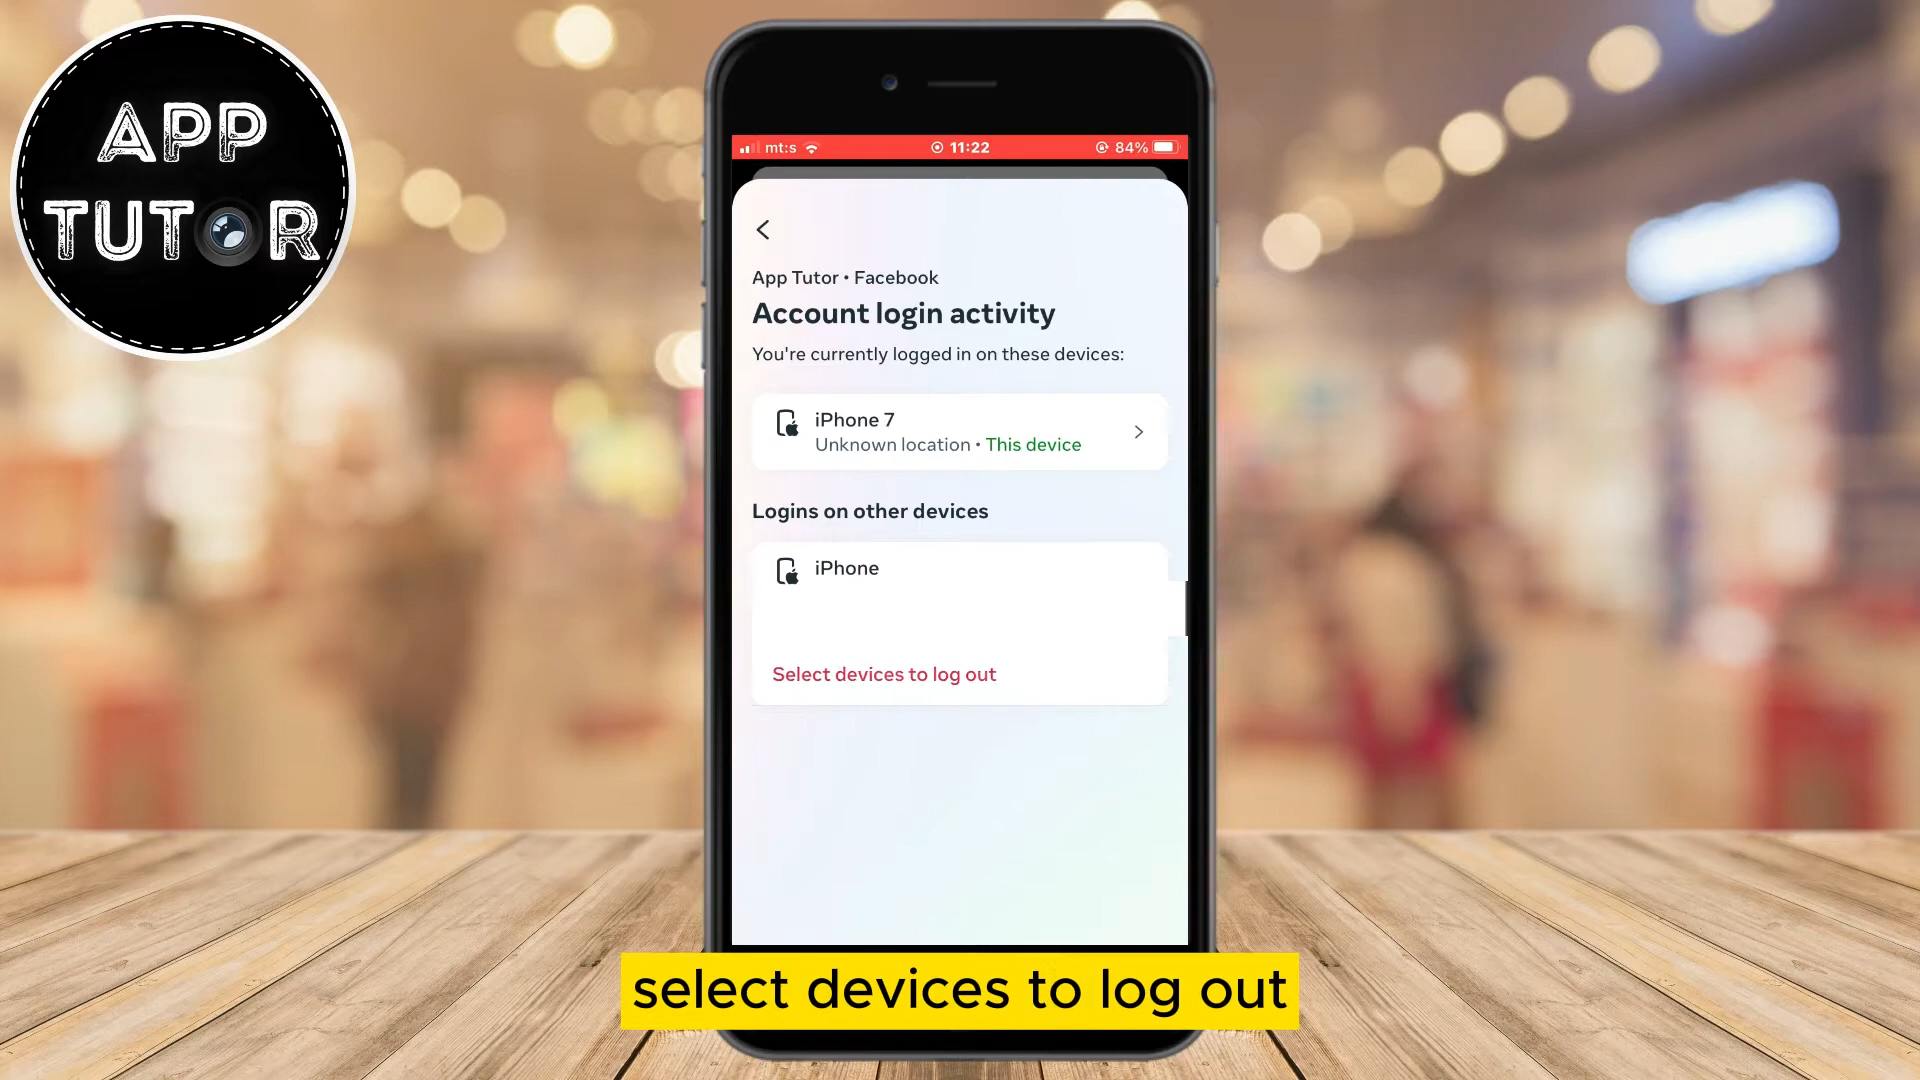 APP
TUTOR
mt:s
11:22
84%
App Tutor • Facebook
Account login activity
You're currently logged in on these devices:
iPhone 7
Unknown location • This device
Logins on other devices
iPhone
Select devices to log out
select devices to log out